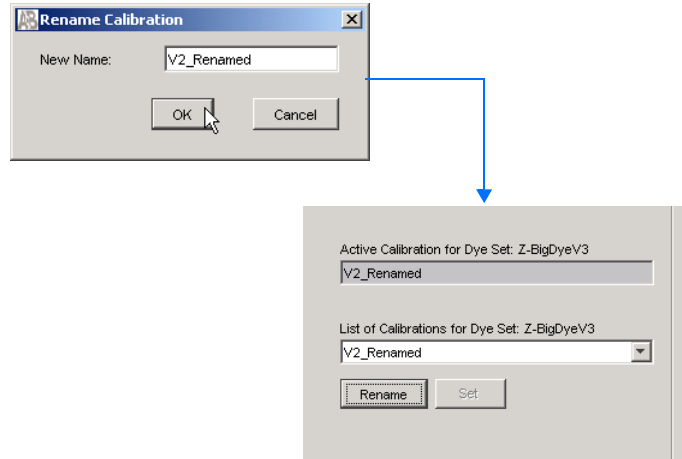 AB Rename Calibration
New Name: V2_Renamed
OK Cancel
Active Calibration for Dye Set: Z-BigDyeV3
V2_Renamed
List of Calibrations for Dye Set: Z-BigDyeV3
V2_Renamed
Rename Set